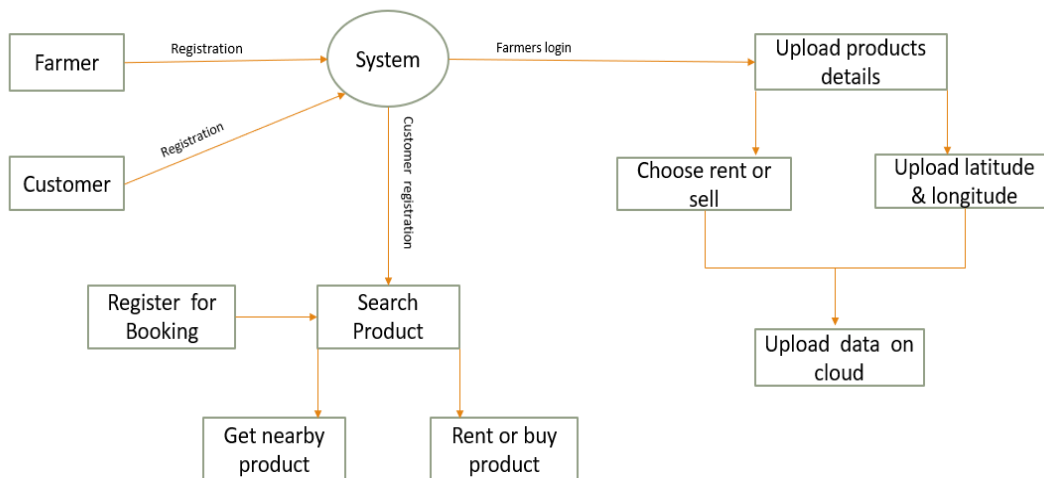 Farmer
Registration
System
Farmers login
Upload products
details
Customer
Registration
Customer registration
Choose rent or
sell
Upload latitude
& longitude
Register for
Booking
Search
Product
Upload data on
cloud
Get nearby
product
Rent or buy
product